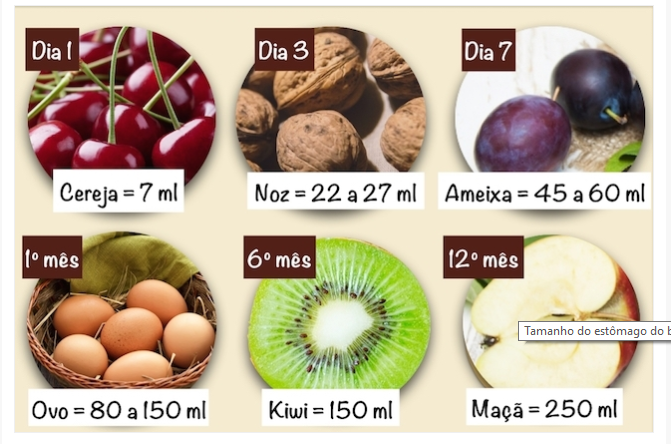 Dia 1
Dia 3
Dia 7
Cereja = 7 ml
Noz = 22 a 27 ml
Ameixa = 45 a 60 ml
1º mês
6º mês
12º mês
Tamanho do estômago do
Ovo = 80 a 150 ml
Kiwi = 150 ml
Maçã = 250 ml